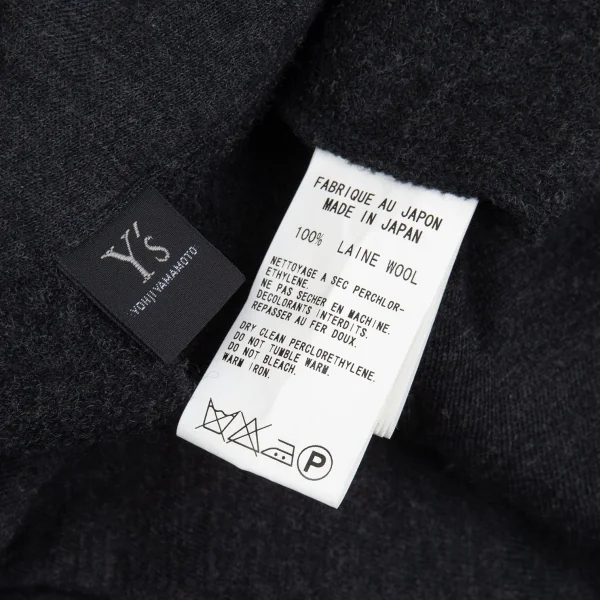 Y's
YOHJI YAMAMOTO
FABRIQUE AU JAPON
MADE IN JAPAN
100% LAINE WOOL
NETTOYAGE A SEC PERCHLOR-
ETHYLENE.
NE PAS SECHER EN MACHINE.
DECOLORANTS INTERDITS.
REPASSER AU FER DOUX.
DRY CLEAN PERCLORETHYLENE.
DO NOT TUMBLE WARM.
DO NOT BLEACH.
WARM IRON.
P